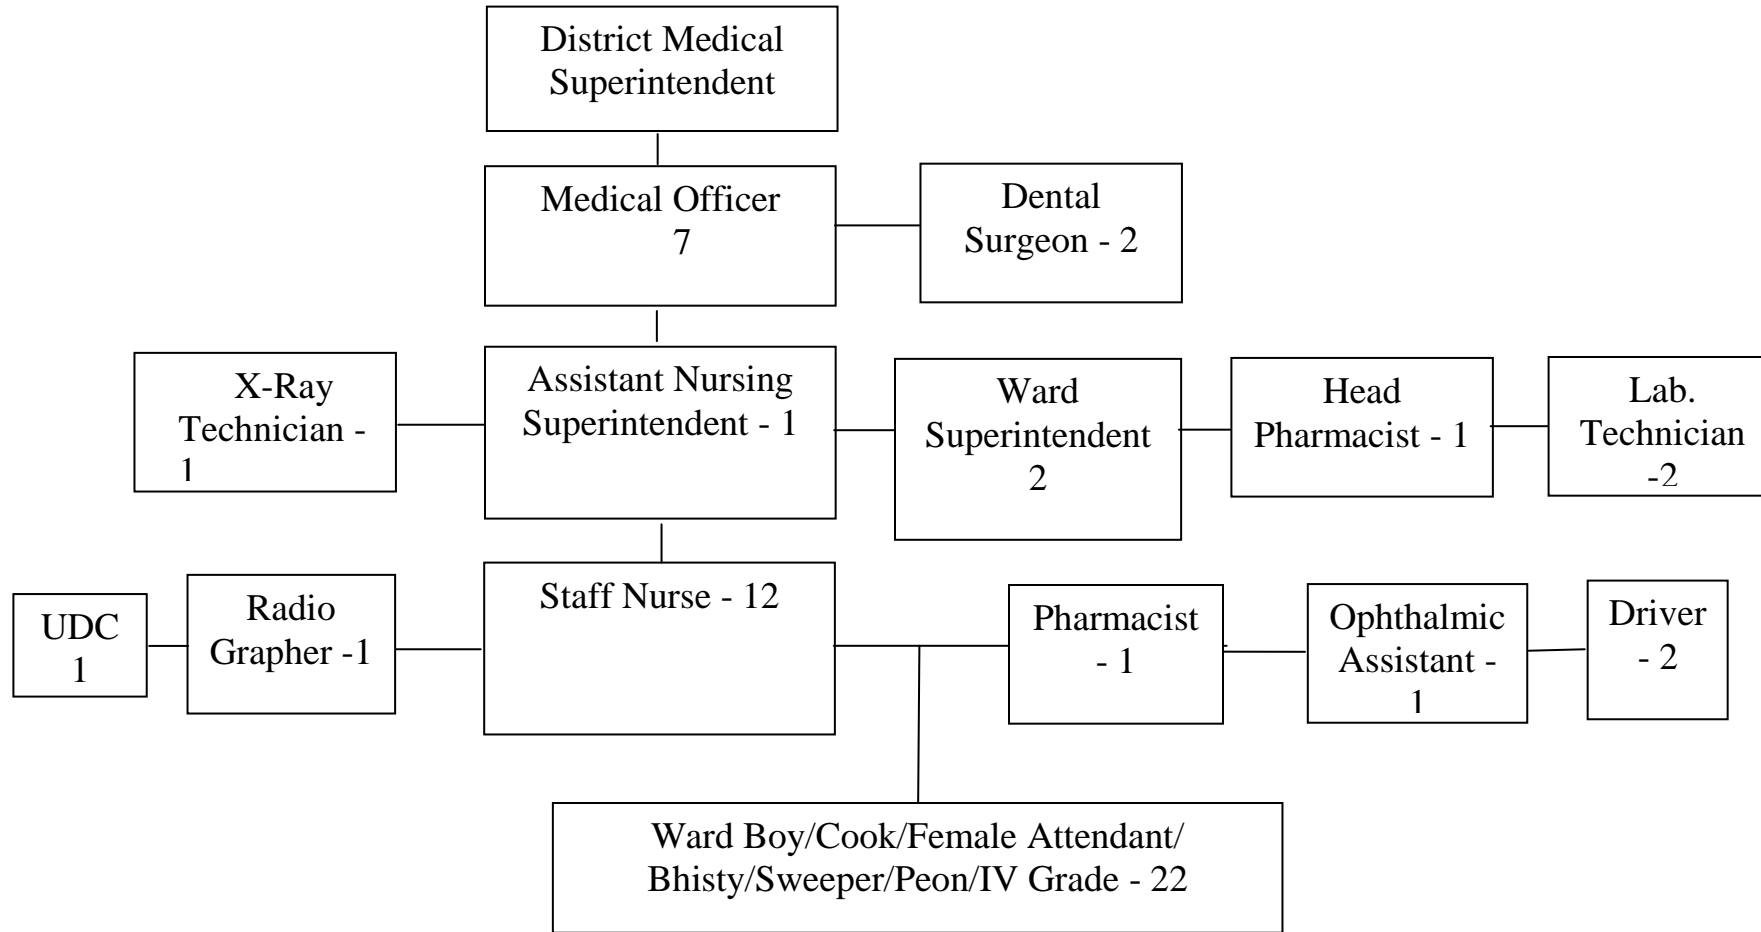 District Medical
Superintendent
Medical Officer
7
Dental
Surgeon - 2
X-Ray
Technician -
1
Assistant Nursing
Superintendent - 1
Ward
Superintendent
2
Head
Pharmacist - 1
Lab.
Technician
-2
UDC
1
Radio
Grapher -1
Staff Nurse - 12
Pharmacist
- 1
Ophthalmic
Assistant -
1
Driver
- 2
Ward Boy/Cook/Female Attendant/
Bhisty/Sweeper/Peon/IV Grade - 22